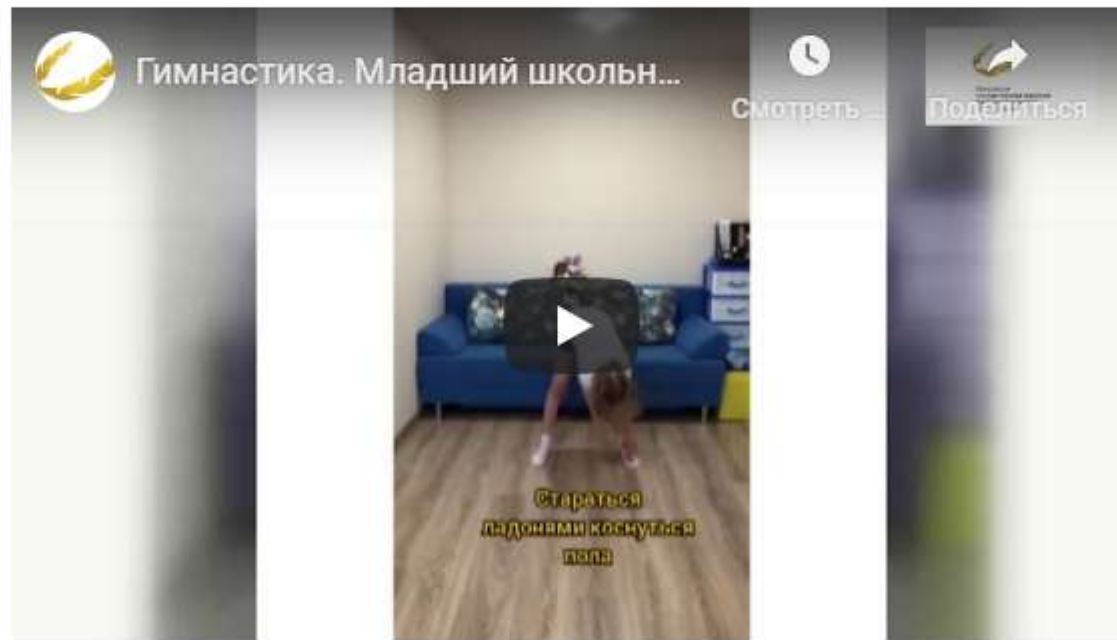 Гимнастика. Младший школьн...
Смотреть ...
Поделиться
Стараться
ладонями коснуться
пола